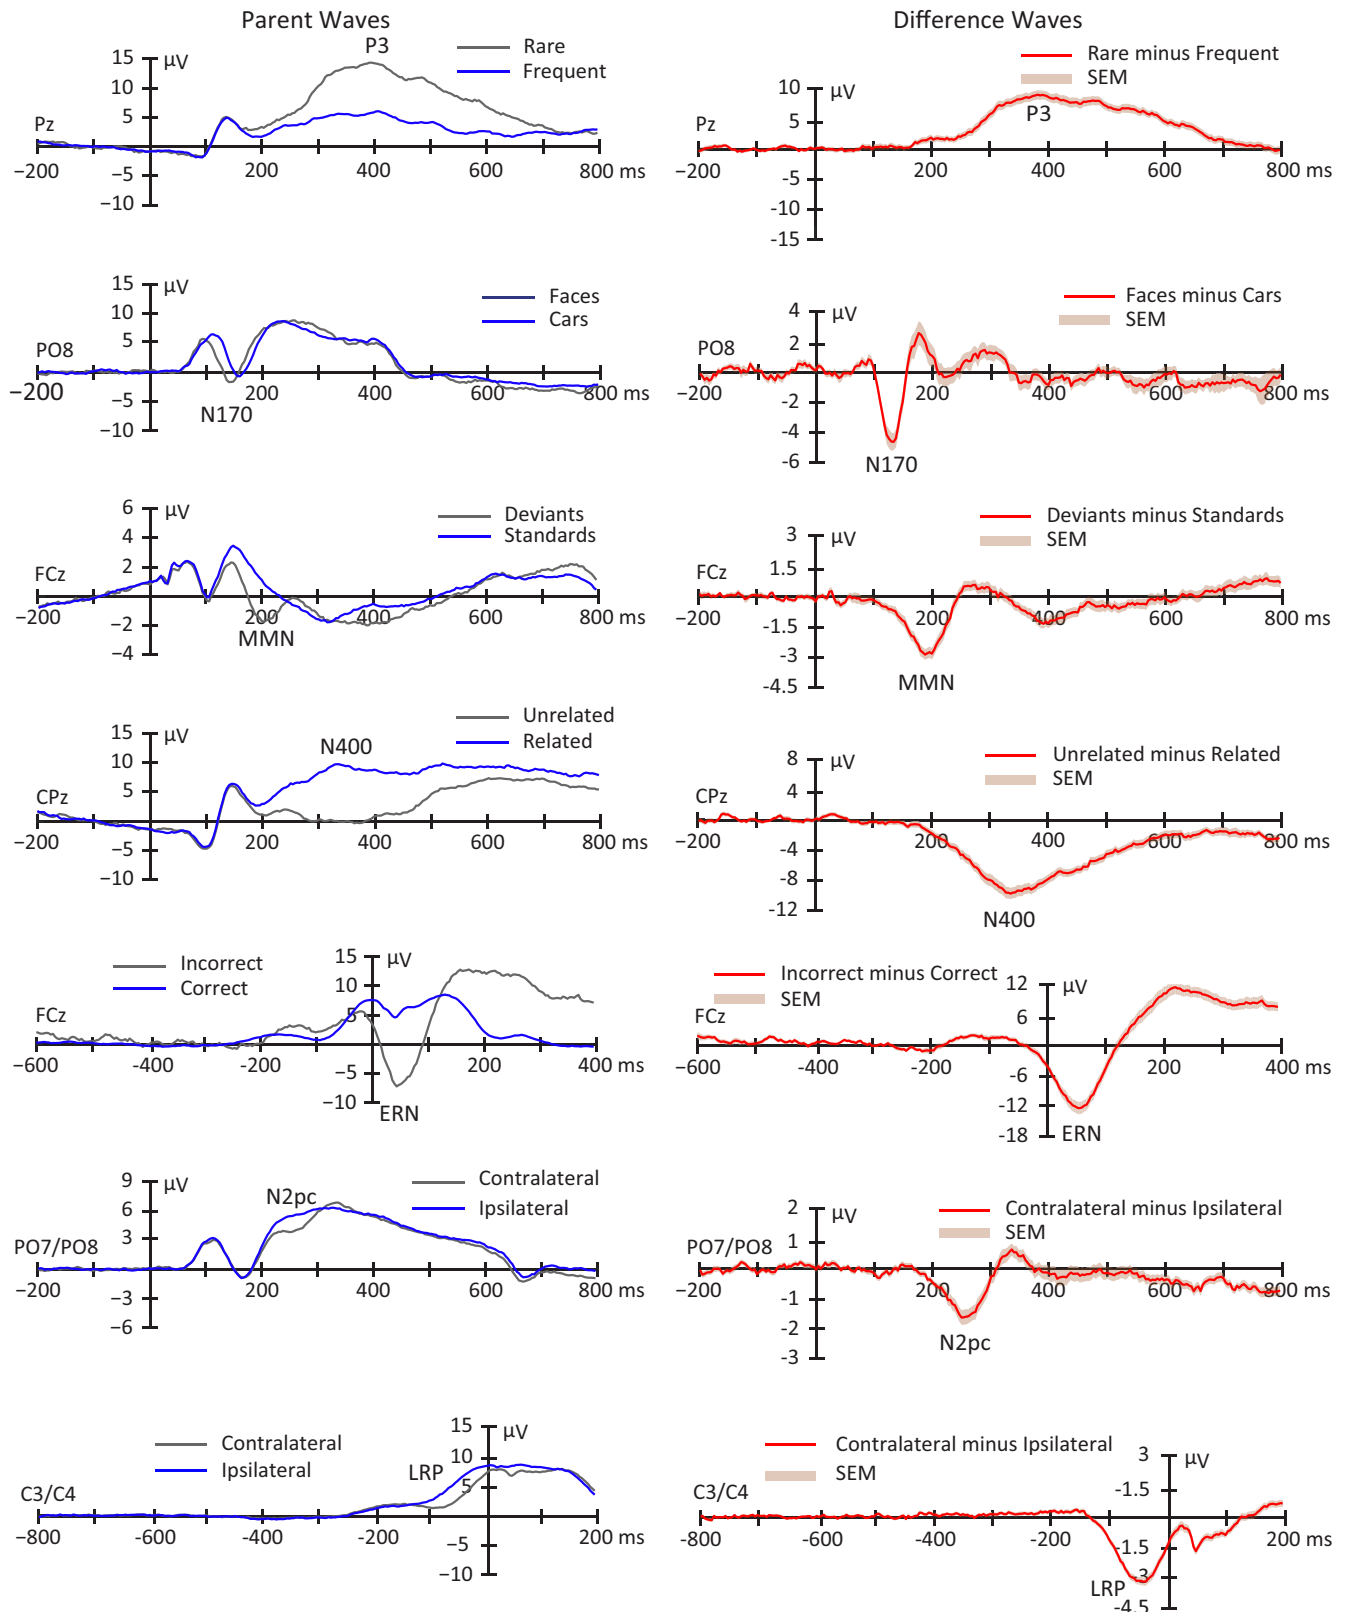 Parent Waves
Difference Waves
P3
Rare
Frequent
15
µV
10
5
−5
−10
Pz
−200
200
400
600
800 ms
Rare minus Frequent
SEM
10
µV
5
-5
-10
-15
P3
Pz
−200
200
400
600
800 ms
Faces
Cars
15
µV
10
5
−5
−10
PO8
−200
200
400
600
800 ms
N170
Faces minus Cars
SEM
4
µV
2
-2
-4
-6
PO8
−200
200
400
600
800 ms
N170
Deviants
Standards
6
µV
4
2
−2
−4
FCz
−200
200
400
600
800 ms
MMN
Deviants minus Standards
SEM
3
µV
1.5
-1.5
-3
-4.5
FCz
−200
200
400
600
800 ms
MMN
Unrelated
Related
N400
15
µV
10
5
−5
−10
CPz
−200
200
400
600
800 ms
Unrelated minus Related
SEM
8
µV
4
-4
-8
-12
CPz
−200
200
400
600
800 ms
N400
Incorrect
Correct
15
µV
10
5
−5
−10
FCz
−600
-400
-200
200
400 ms
ERN
Incorrect minus Correct
SEM
12
µV
6
-6
-12
-18
FCz
−600
-400
-200
200
400 ms
ERN
Contralateral
Ipsilateral
N2pc
9
µV
6
3
−3
−6
PO7/PO8
−200
200
400
600
800 ms
Contralateral minus Ipsilateral
SEM
2
µV
1
-1
-2
-3
PO7/PO8
−200
200
400
600
800 ms
N2pc
Contralateral
Ipsilateral
LRP
15
µV
10
5
−5
−10
C3/C4
−800
-600
-400
-200
200 ms
Contralateral minus Ipsilateral
SEM
3
µV
-1.5
-1.5
-3
-4.5
C3/C4
-800
-600
-400
-200
200 ms
LRP